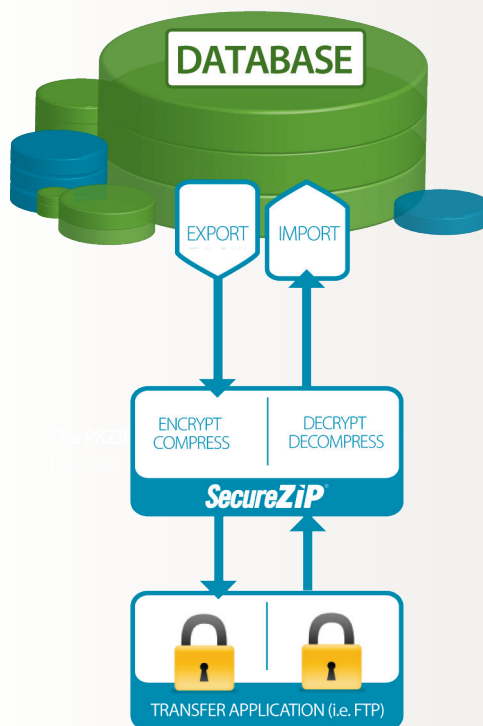 DATABASE
EXPORT
IMPORT
ENCRYPT
COMPRESS
DECRYPT
DECOMPRESS
SecureZIP®
TRANSFER APPLICATION (i.e. FTP)